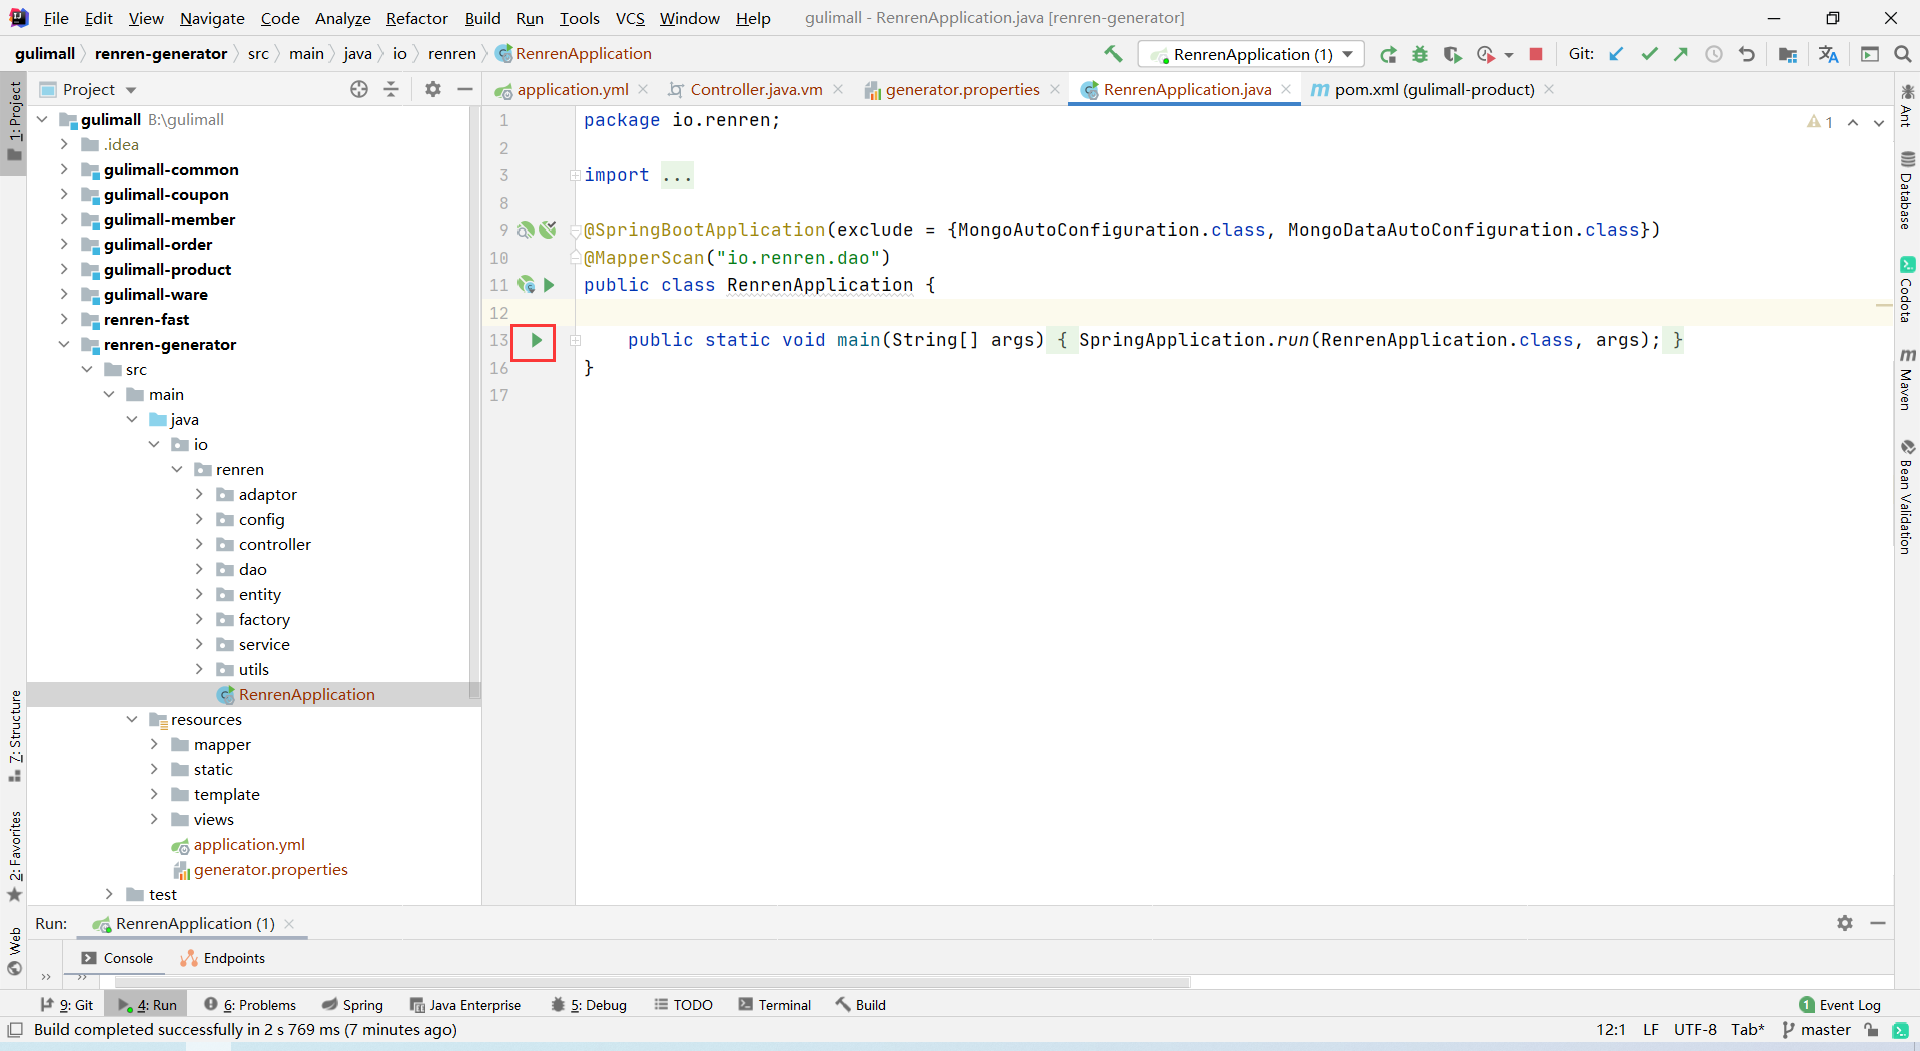 File Edit View Navigate Code Analyze Refactor Build Run Tools VCS Window Help gulimall - RenrenApplication.java [renren-generator]
gulimall renren-generator src main java io renren RenrenApplication RenrenApplication (1) Git:
Project
application.yml Controller.java.vm generator.properties RenrenApplication.java pom.xml (gulimall-product)
1: Project
gulimall B:\gulimall
.idea
gulimall-common
gulimall-coupon
gulimall-member
gulimall-order
gulimall-product
gulimall-ware
renren-fast
renren-generator
src
main
java
io
renren
adaptor
config
controller
dao
entity
factory
service
utils
RenrenApplication
resources
mapper
static
template
views
application.yml
generator.properties
test
7: Structure
2: Favorites
Web
1 package io.renren;
2
3 import ...
8
9 @SpringBootApplication(exclude = {MongoAutoConfiguration.class, MongoDataAutoConfiguration.class})
10 @MapperScan("io.renren.dao")
11 public class RenrenApplication {
12
13 public static void main(String[] args) { SpringApplication.run(RenrenApplication.class, args); }
16 }
17
1
Ant
Database
Codota
Maven
Bean Validation
Run: RenrenApplication (1)
Console Endpoints
9: Git 4: Run 6: Problems Spring Java Enterprise 5: Debug TODO Terminal Build 1 Event Log
Build completed successfully in 2 s 769 ms (7 minutes ago) 12:1 LF UTF-8 Tab* master